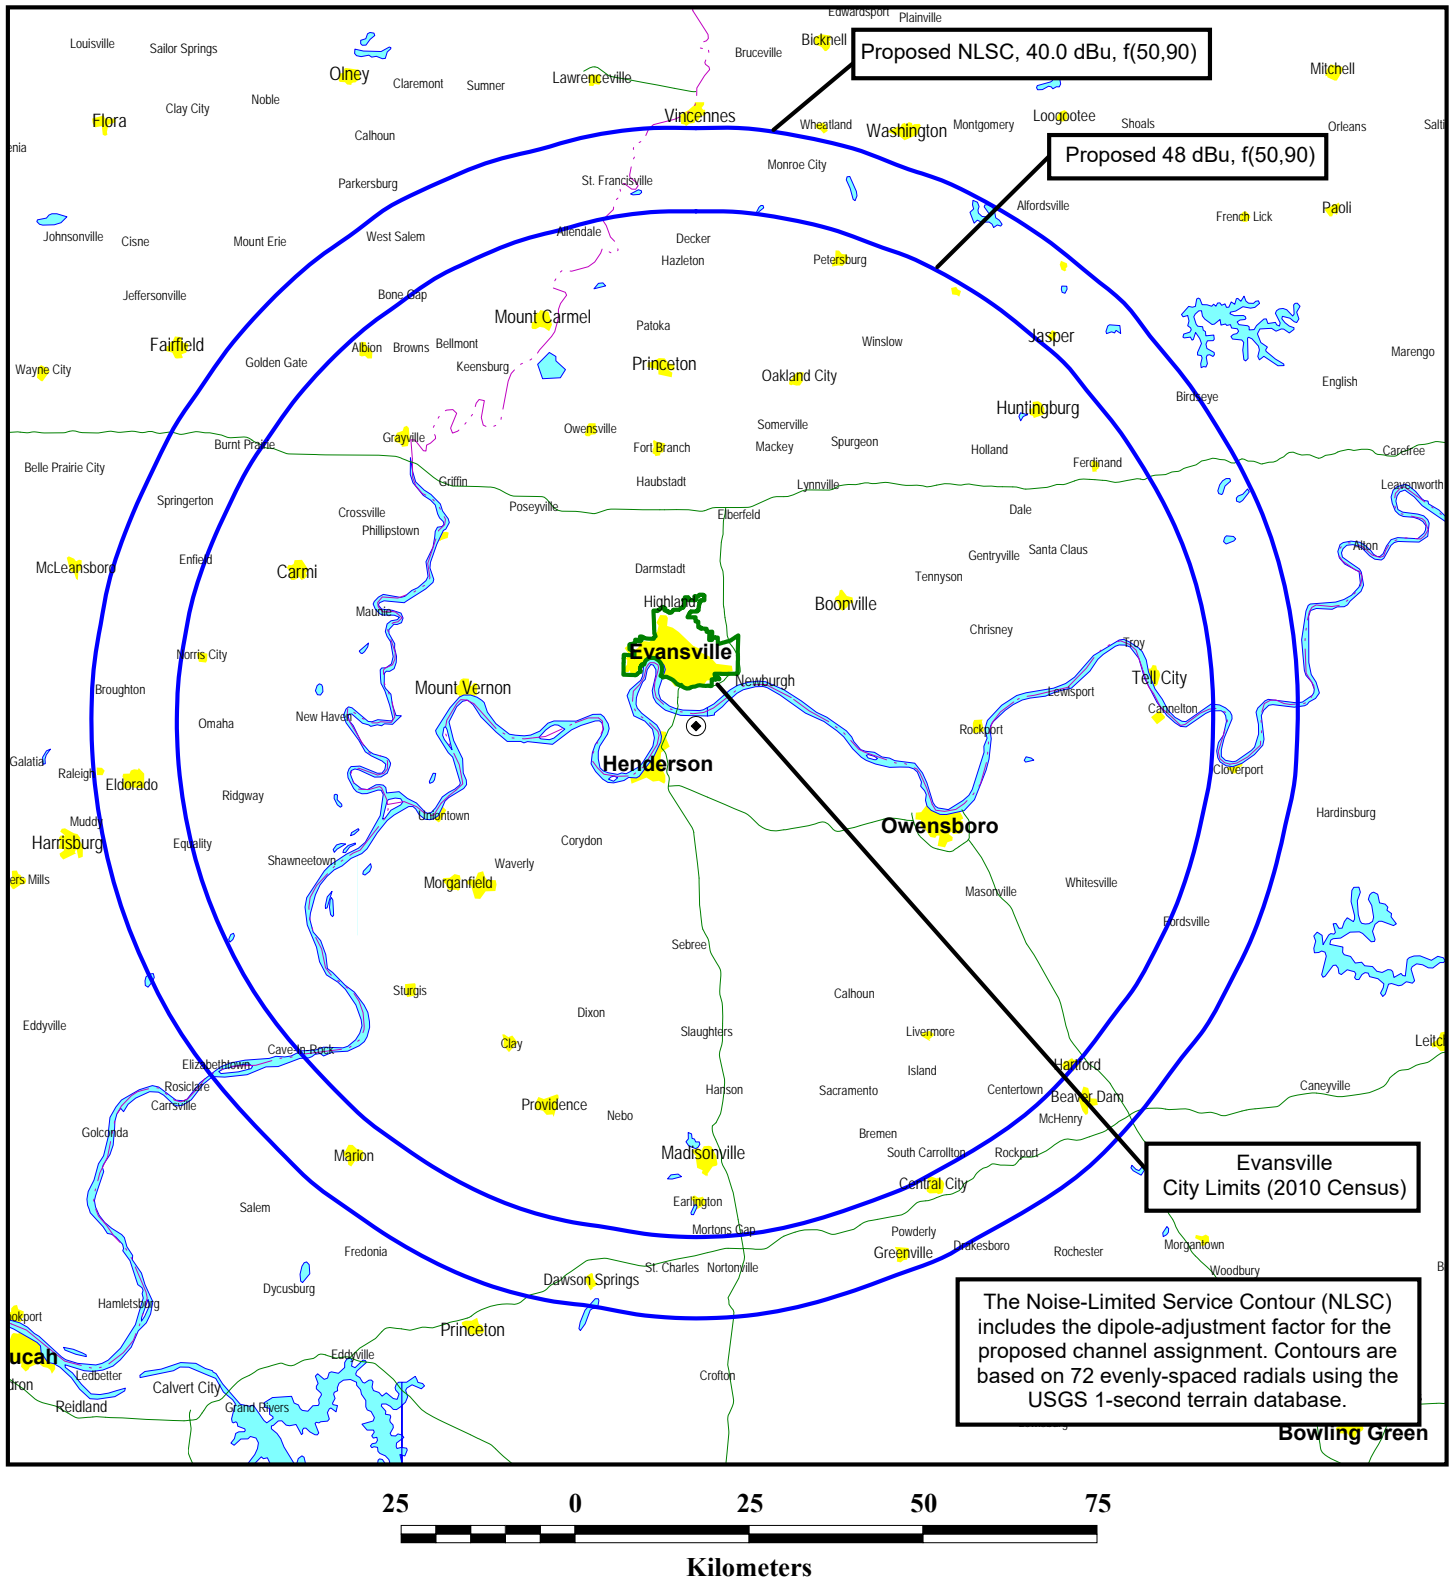 Edwardsport
Plainville
Louisville
Sailor Springs
Bicknell
Bruceville
Proposed NLSC, 40.0 dBu, f(50,90)
Olney
Claremont
Sumner
Lawrenceville
Mitchell
Noble
Clay City
Flora
Vincennes
Wheatland
Washington
Montgomery
Loogootee
Shoals
Orleans
Salti
enia
Calhoun
Proposed 48 dBu, f(50,90)
Monroe City
Parkersburg
St. Francisville
Alfordsville
French Lick
Paoli
Johnsonville
Cisne
Mount Erie
West Salem
Allendale
Decker
Hazleton
Petersburg
Jeffersonville
Bone Gap
Mount Carmel
Patoka
Winslow
Jasper
Fairfield
Albion
Browns
Bellmont
Golden Gate
Keensburg
Princeton
Oakland City
Marengo
Wayne City
English
Birdseye
Huntingburg
Burnt Prairie
Grayville
Owensville
Somerville
Fort Branch
Mackey
Spurgeon
Holland
Carefree
Belle Prairie City
Ferdinand
Griffin
Haubstadt
Lynnville
Leavenworth
Springerton
Crossville
Poseyville
Elberfeld
Dale
Phillipstown
Enfield
McLeansboro
Carmi
Darmstadt
Gentryville
Santa Claus
Alton
Tennyson
Maunie
Highland
Boonville
Chrisney
Troy
Norris City
Evansville
Broughton
Mount Vernon
Newburgh
Lewisport
Tell City
Cannelton
Omaha
New Haven
Rockport
Galatia
Raleigh
Eldorado
Henderson
Cloverport
Ridgway
Muddy
Uniontown
Owensboro
Hardinsburg
Harrisburg
Equality
Corydon
Shawneetown
Waverly
ers Mills
Morganfield
Masonville
Whitesville
Fordsville
Sebree
Sturgis
Calhoun
Dixon
Eddyville
Slaughters
Livermore
Clay
Leitch
Cave-In-Rock
Elizabethtown
Hartford
Island
Rosiclare
Hanson
Sacramento
Centertown
Beaver Dam
Caneyville
Carrsville
Providence
Nebo
McHenry
Golconda
Bremen
Marion
Madisonville
South Carrollton
Rockport
Evansville
City Limits (2010 Census)
Central City
Salem
Earlington
Mortons Gap
Powderly
Fredonia
Greenville
Drakesboro
Rochester
Morgantown
St. Charles
Nortonville
Woodbury
B
Dawson Springs
Dycusburg
Hamletsburg
The Noise-Limited Service Contour (NLSC)
includes the dipole-adjustment factor for the
proposed channel assignment. Contours are
based on 72 evenly-spaced radials using the
USGS 1-second terrain database.
ookport
Princeton
ucah
Eddyville
Ledbetter
dron
Calvert City
Crofton
Reidland
Grand Rivers
Bowling Green
25 0 25 50 75
Kilometers